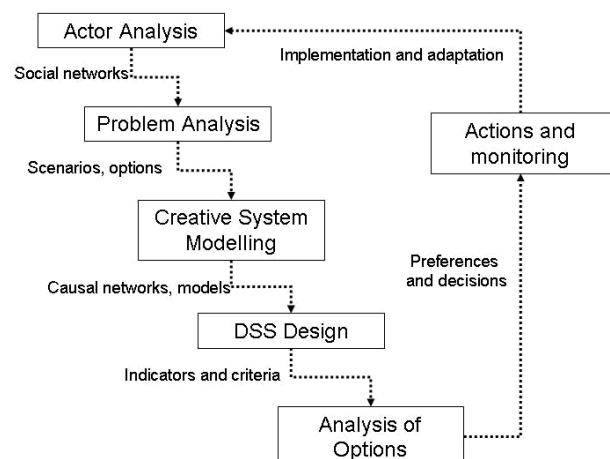 Actor Analysis
Implementation and adaptation
Social networks
Problem Analysis
Actions and
monitoring
Scenarios, options
Creative System
Modelling
Preferences
and decisions
Causal networks, models
DSS Design
Indicators and criteria
Analysis of
Options